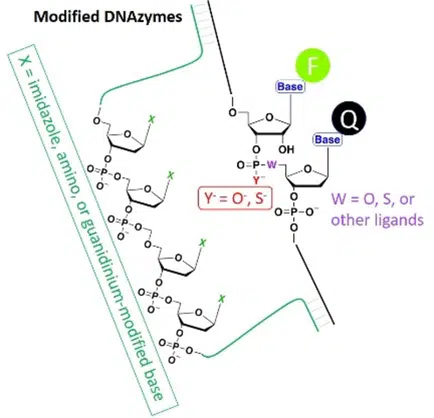 Modified DNAzymes
X = imidazole, amino, or guanidinium-modified base
F
Base
Q
Base
O
O
OH
O
O=P-W
Y⁻
O
Y⁻ = O⁻, S⁻
O
O=P-O⁻
O
W = O, S, or
other ligands
O
O
X
O
O=P-O
O⁻
O
X
O
O=P-O
O⁻
O
X
O
O=P-O
O⁻
O
X
O
O=P-O
O⁻